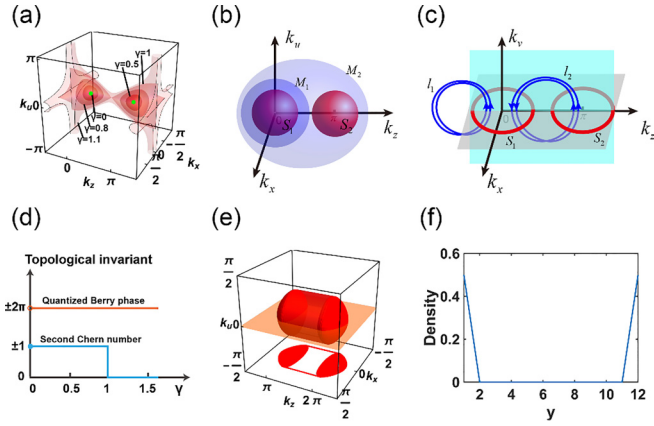 (a)
π
k_u 0
-π
γ=1
γ=0.5
γ=0
γ=0.8
γ=1.1
0
k_z
π
π/2
k_x
-π/2
(b)
k_u
M_1
M_2
S_1
S_2
k_z
k_x
(c)
k_v
l_1
l_2
0
π
k_z
S_1
S_2
k_x
(d)
Topological invariant
±2π
Quantized Berry phase
±1
Second Chern number
0
0
0.5
1
1.5
γ
(e)
π/2
k_u 0
-π/2
π
k_z
2π
π/2
0
k_x
-π/2
(f)
0.6
0.4
0.2
0
Density
2
4
6
8
10
12
y